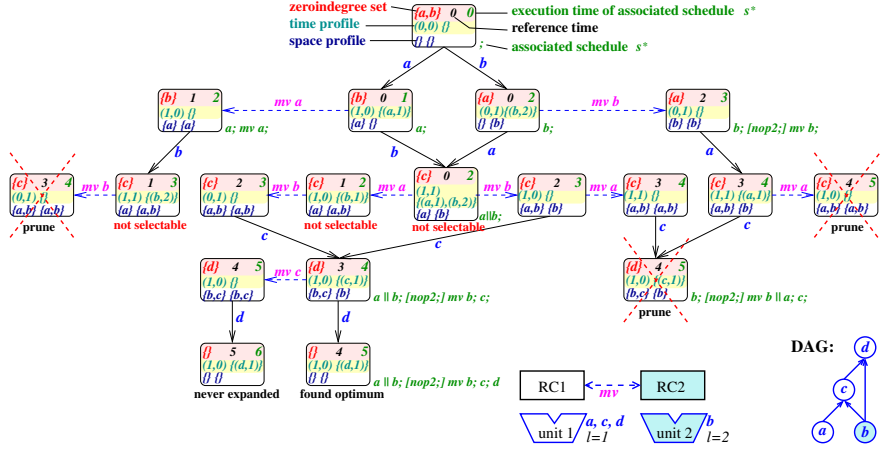 zeroindegree set
{a,b} 0 0
execution time of associated schedule s*
time profile
(0,0) {}
reference time
space profile
{} {}
;
associated schedule s*
a
b
{b} 1 2
(1,0) {}
{a} {a}
a; mv a;
mv a
{b} 0 1
(1,0) {(a,1)}
{a} {}
a;
{a} 0 2
(0,1){(b,2)}
{} {b}
b;
mv b
{a} 2 3
(0,1) {}
{b} {b}
b; [nop2;] mv b;
b
b
a
a
{c} 3 4
(0,1) {}
{a,b} {a,b}
prune
mv b
{c} 1 3
(1,1) {(b,2)}
{a} {a,b}
not selectable
{c} 2 3
(0,1) {}
{a,b} {a,b}
mv b
{c} 1 2
(1,0) {(b,1)}
{a} {a,b}
not selectable
mv a
{c} 0 2
(1,1)
{(a,1),(b,2)}
{a} {b}
a||b;
not selectable
mv b
{c} 2 3
(1,0) {}
{a,b} {b}
mv a
{c} 3 4
(1,1) {}
{a,b} {a,b}
{c} 3 4
(1,1) {(a,1)}
{a,b} {b}
mv a
{c} 4 5
(1,0) {}
{a,b} {a,b}
prune
c
c
c
c
{d} 4 5
(1,0) {}
{b,c} {b,c}
mv c
{d} 3 4
(1,0) {(c,1)}
{b,c} {b}
a || b; [nop2;] mv b; c;
{d} 4 5
(1,0) {(c,1)}
{b,c} {b}
prune
b; [nop2;] mv b || a; c;
d
d
{} 5 6
(1,0) {(d,1)}
{} {}
never expanded
{} 4 5
(1,0) {(d,1)}
{} {}
found optimum
a || b; [nop2;] mv b; c; d
RC1
mv
RC2
unit 1
a, c, d
l=1
unit 2
b
l=2
DAG:
d
c
a
b